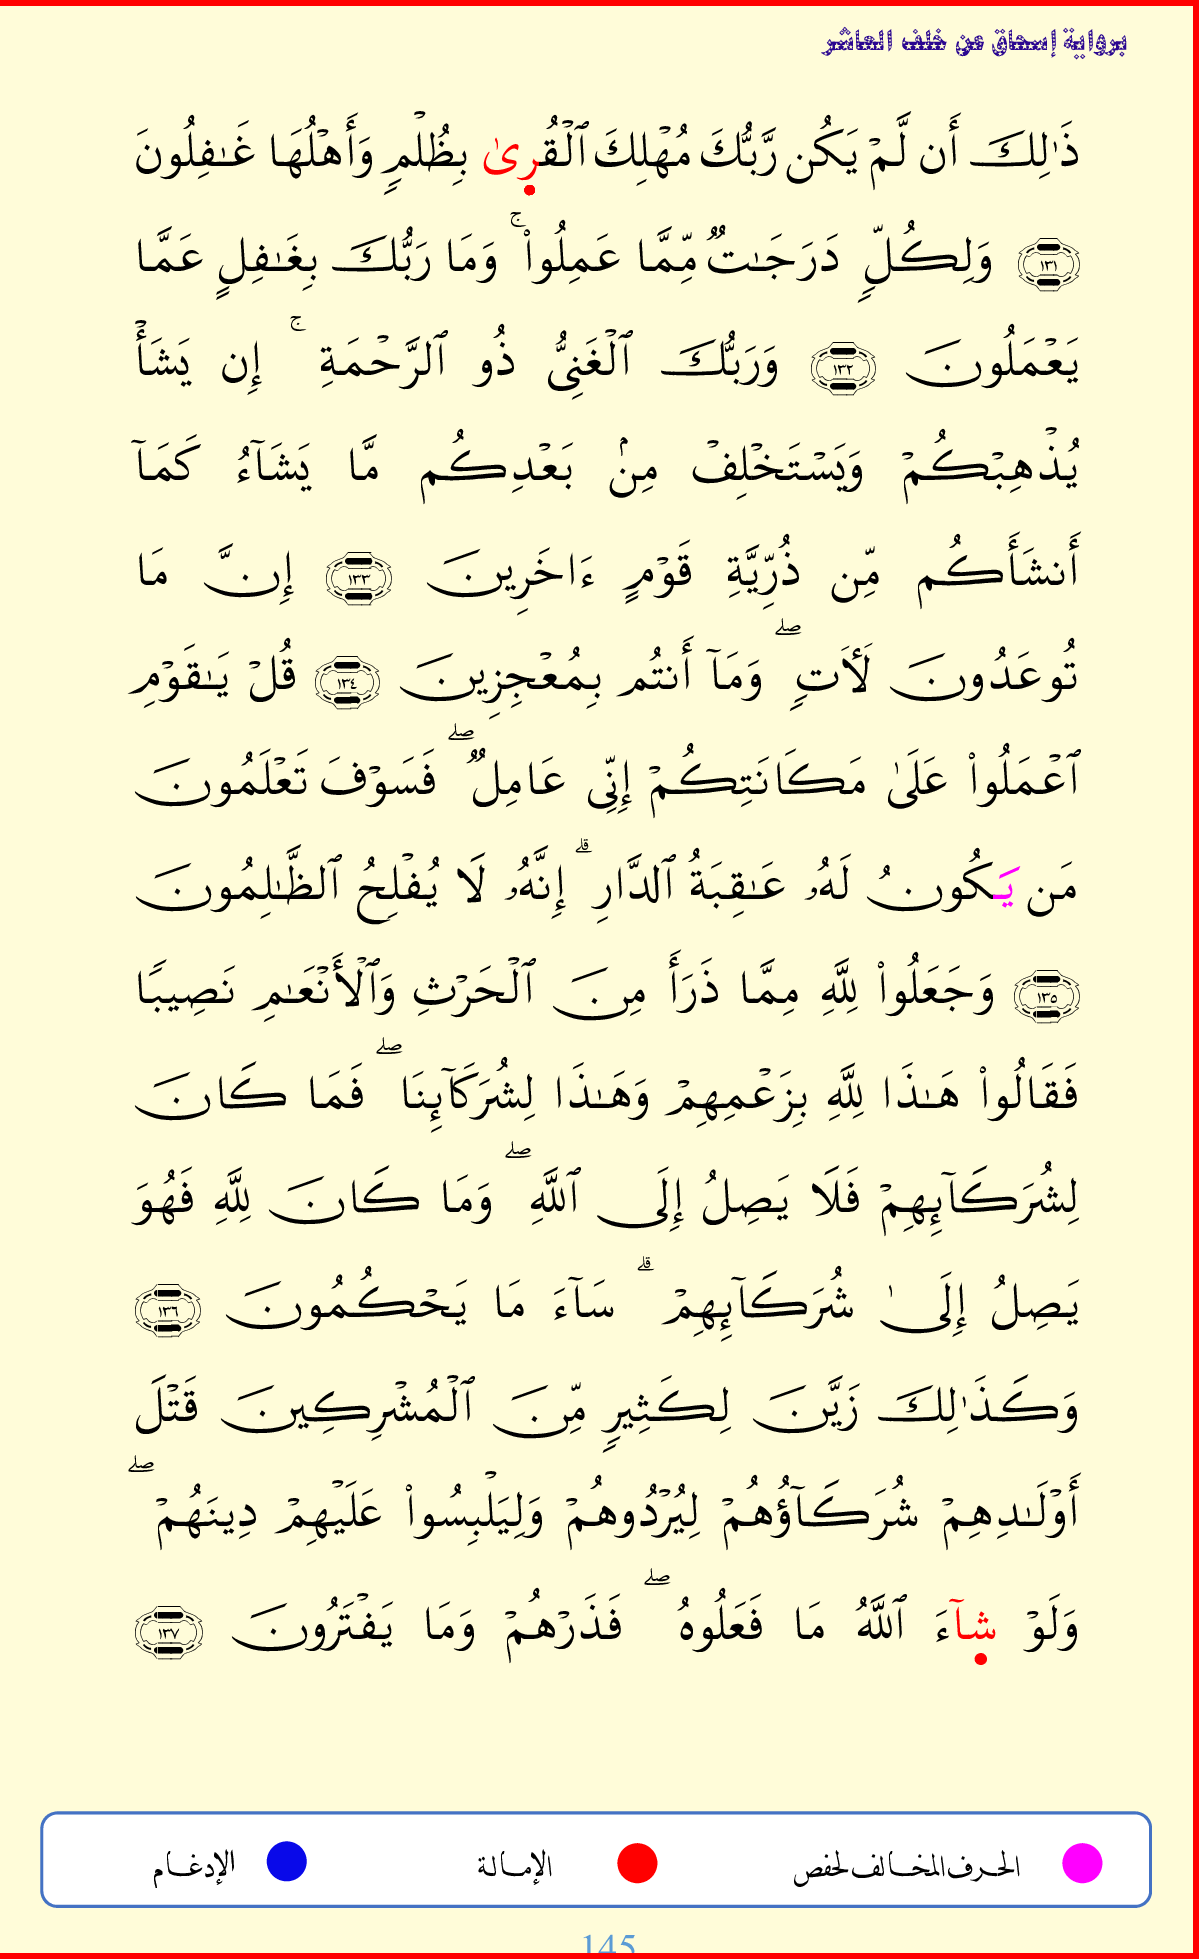 برواية إسحاق عن خلف العاشر
ذَٰلِكَ أَن لَّمْ يَكُن رَّبُّكَ مُهْلِكَ ٱلْقُرِىٰ بِظُلْمٍ وَأَهْلُهَا غَـٰفِلُونَ
١٣١ وَلِكُلٍّ دَرَجَـٰتٌ مِّمَّا عَمِلُوا۟ ۚ وَمَا رَبُّكَ بِغَـٰفِلٍ عَمَّا
يَعْمَلُونَ ١٣٢ وَرَبُّكَ ٱلْغَنِىُّ ذُو ٱلرَّحْمَةِ ۚ إِن يَشَأْ
يُذْهِبْكُمْ وَيَسْتَخْلِفْ مِنۢ بَعْدِكُم مَّا يَشَآءُ كَمَآ
أَنشَأَكُم مِّن ذُرِّيَّةِ قَوْمٍ ءَاخَرِينَ ١٣٣ إِنَّ مَا
تُوعَدُونَ لَأٓتٍ ۖ وَمَآ أَنتُم بِمُعْجِزِينَ ١٣٤ قُلْ يَـٰقَوْمِ
ٱعْمَلُوا۟ عَلَىٰ مَكَانَتِكُمْ إِنِّى عَامِلٌ ۖ فَسَوْفَ تَعْلَمُونَ
مَن يَكُونُ لَهُۥ عَـٰقِبَةُ ٱلدَّارِ ۗ إِنَّهُۥ لَا يُفْلِحُ ٱلظَّـٰلِمُونَ
١٣٥ وَجَعَلُوا۟ لِلَّهِ مِمَّا ذَرَأَ مِنَ ٱلْحَرْثِ وَٱلْأَنْعَـٰمِ نَصِيبًا
فَقَالُوا۟ هَـٰذَا لِلَّهِ بِزَعْمِهِمْ وَهَـٰذَا لِشُرَكَآئِنَا ۖ فَمَا كَانَ
لِشُرَكَآئِهِمْ فَلَا يَصِلُ إِلَى ٱللَّهِ ۖ وَمَا كَانَ لِلَّهِ فَهُوَ
يَصِلُ إِلَىٰ شُرَكَآئِهِمْ ۗ سَآءَ مَا يَحْكُمُونَ ١٣٦
وَكَذَٰلِكَ زَيَّنَ لِكَثِيرٍ مِّنَ ٱلْمُشْرِكِينَ قَتْلَ
أَوْلَـٰدِهِمْ شُرَكَآؤُهُمْ لِيُرْدُوهُمْ وَلِيَلْبِسُوا۟ عَلَيْهِمْ دِينَهُمْ ۖ
وَلَوْ شآءَ ٱللَّهُ مَا فَعَلُوهُ ۖ فَذَرْهُمْ وَمَا يَفْتَرُونَ ١٣٧
الحرف المخالف لحفص الإمالة الإدغام
145